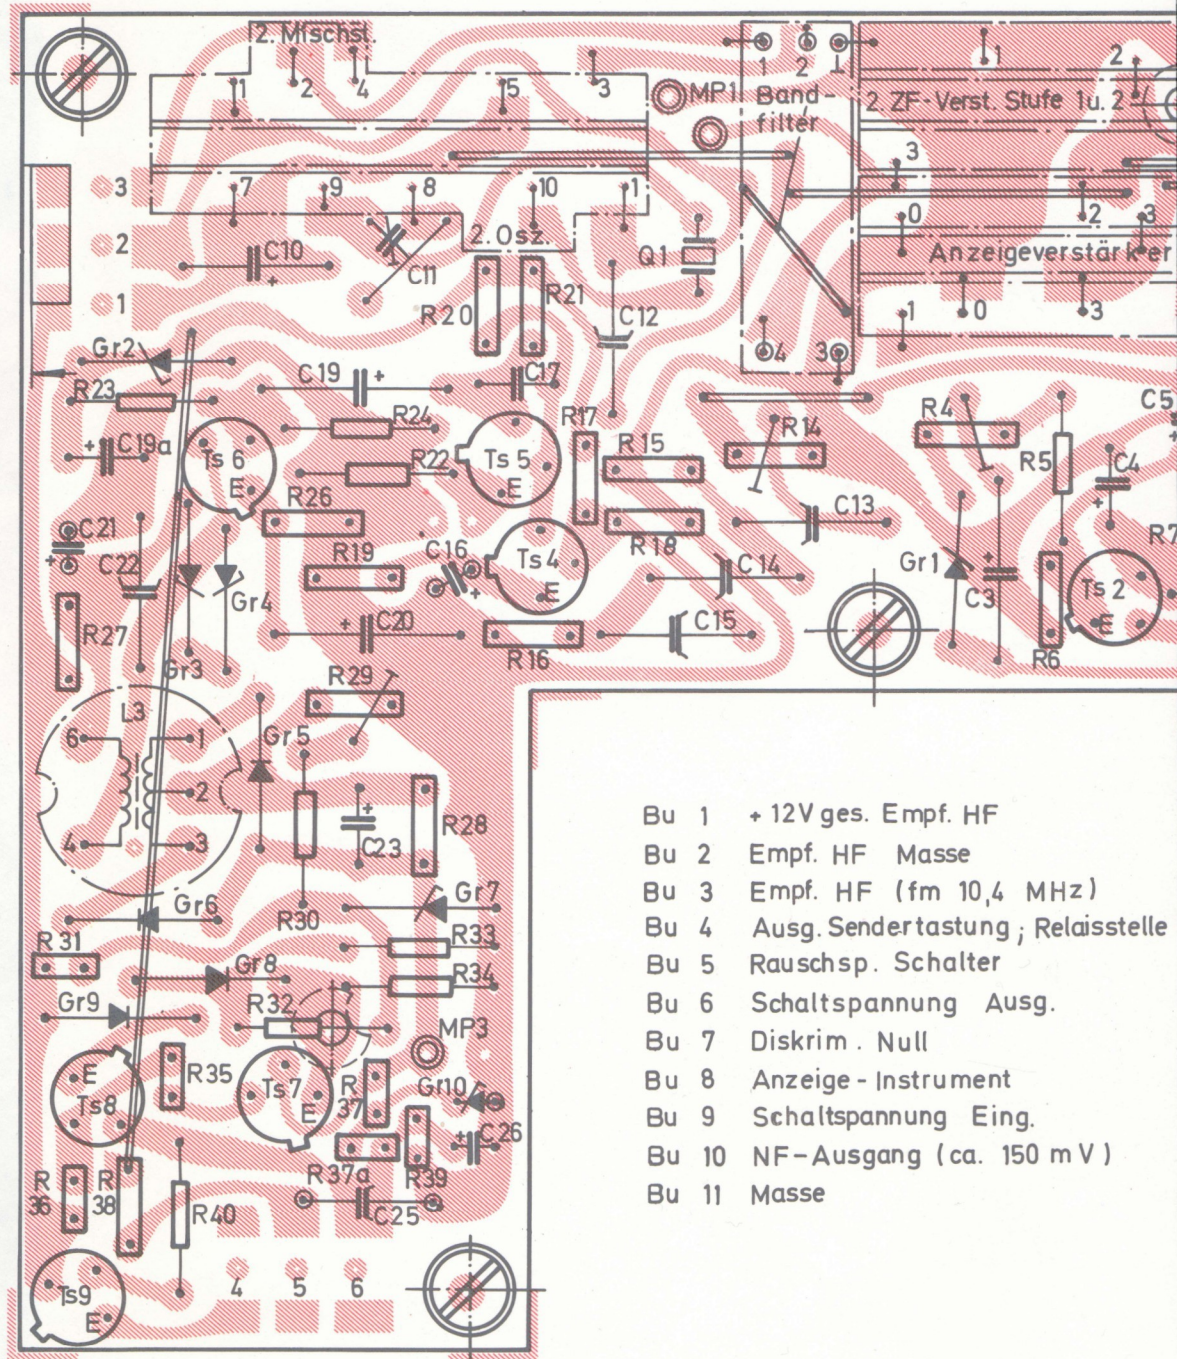 2. Mischst.
1 2 4 5 3
MP1
1 2 ⊥
Band-
filter
1 2
2. ZF-Verst. Stufe 1u. 2
3
3
7 9 8 10 1
0 2 3
2
2. Osz.
Anzeigeverstärker
C10 C11 Q1
R20 R21
1
C12
4 3
1 0 3
Gr2
C19 C17
R23
R24 R17 R14 R4 C5
C19a R22 R15 R5 C4
Ts 6
E
Ts 5
E
R26
C21 R19 C16 R18 C13 R7
C22 Gr4
Ts 4
E
C14 Gr1 C3
Ts 2
E
R27 C20 R16 C15 R6
Gr3
R29
L3
6 1
Gr5
2
4 3
C23 R28
Gr6 R30 Gr7
R31 R33
Gr8 R34
Gr9 R32 MP3
E
Ts8
R35
Ts7
E
R
37
Gr10
C26
R
36
R
38
R37a R39
R40 C25
4 5 6
Ts9
E
Bu 1 + 12V ges. Empf. HF
Bu 2 Empf. HF Masse
Bu 3 Empf. HF (fm 10,4 MHz)
Bu 4 Ausg. Sendertastung ; Relaisstelle
Bu 5 Rauschsp. Schalter
Bu 6 Schaltspannung Ausg.
Bu 7 Diskrim. Null
Bu 8 Anzeige - Instrument
Bu 9 Schaltspannung Eing.
Bu 10 NF-Ausgang (ca. 150 mV)
Bu 11 Masse